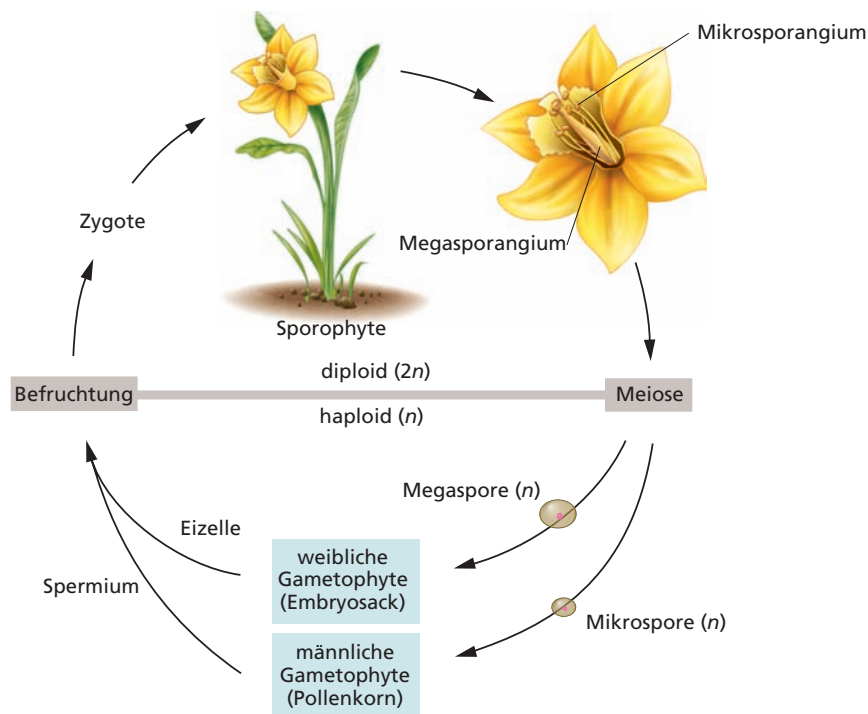 Mikrosporangium
Zygote
Megasporangium
Sporophyte
diploid (2n)
Befruchtung
Meiose
haploid (n)
Megaspore (n)
Eizelle
weibliche
Gametophyte
(Embryosack)
Spermium
Mikrospore (n)
männliche
Gametophyte
(Pollenkorn)